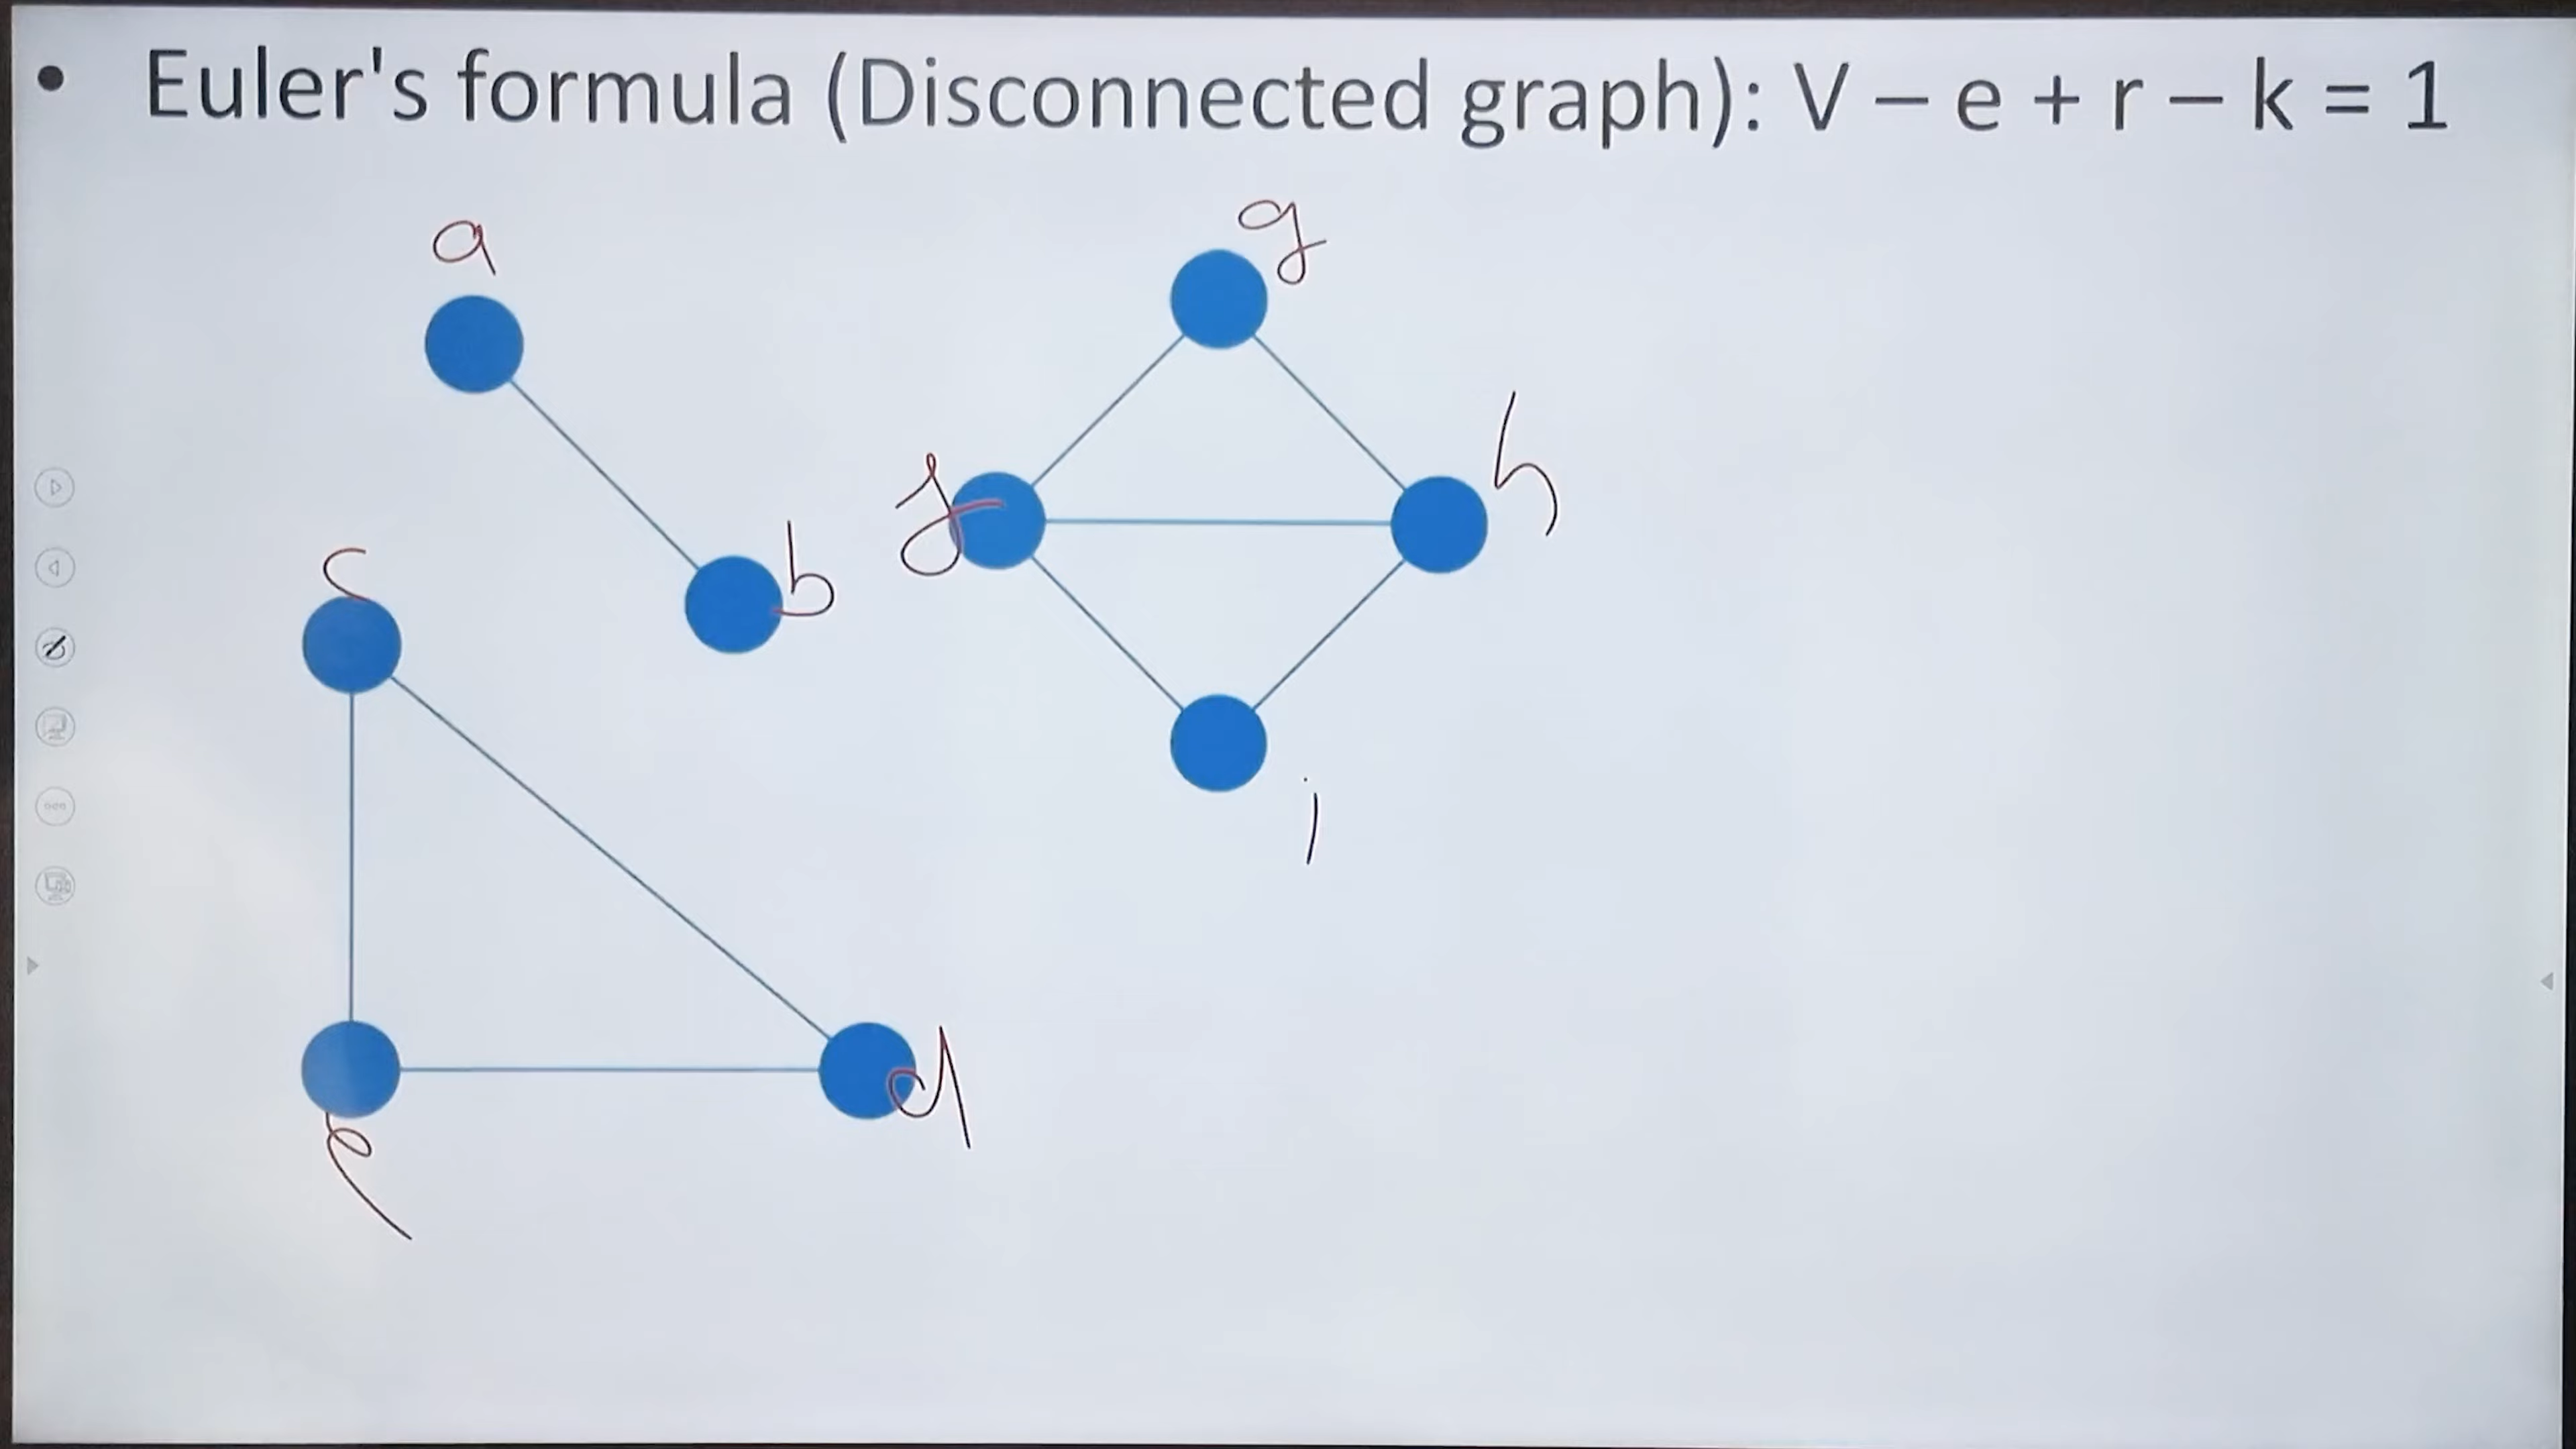 • Euler's formula (Disconnected graph): V – e + r – k = 1
a
g
h
b
c
i
d
e